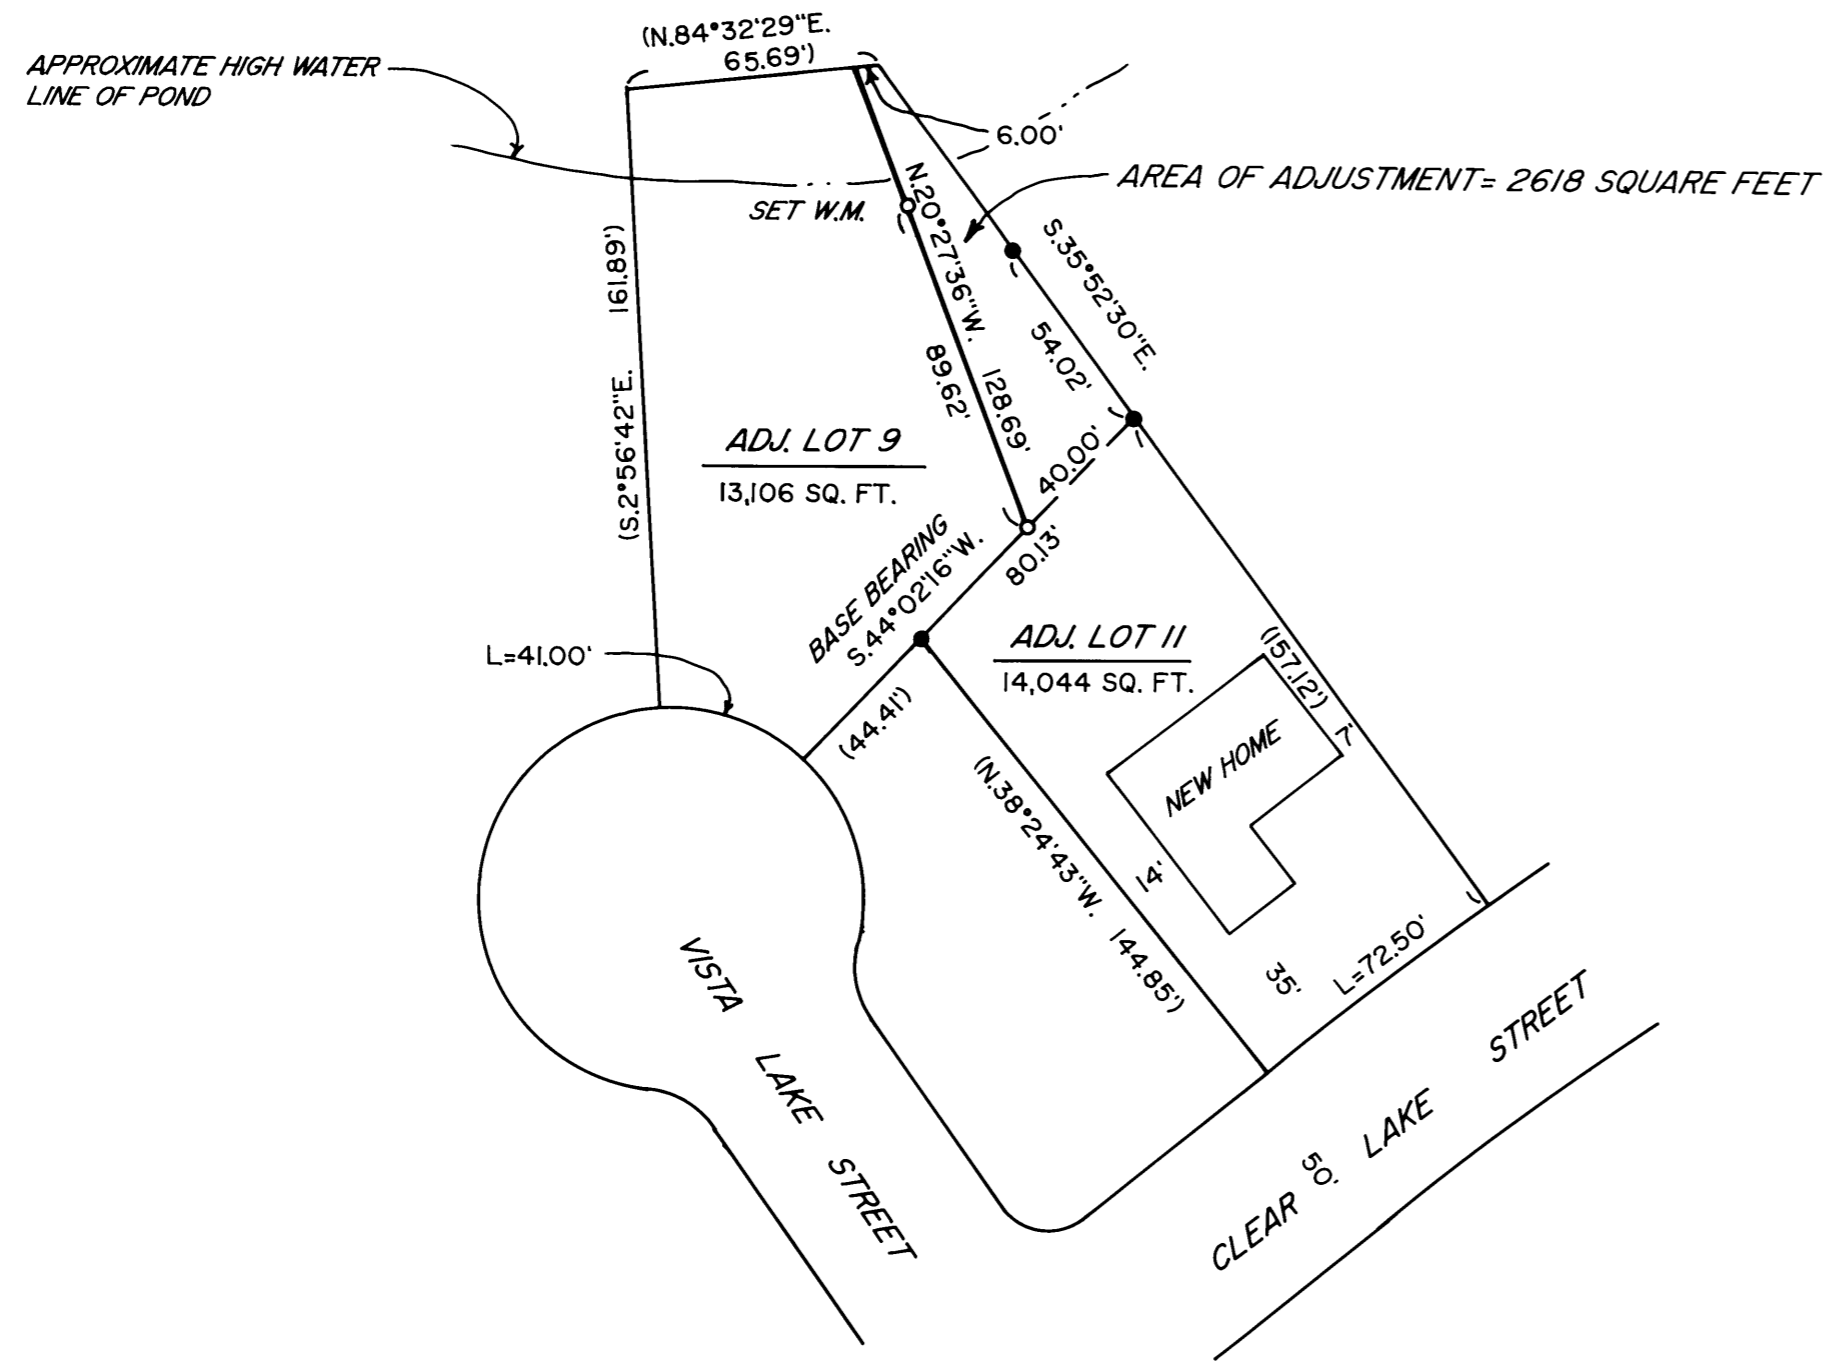 (N.84°32'29"E.
65.69')
APPROXIMATE HIGH WATER
LINE OF POND
6.00'
AREA OF ADJUSTMENT= 2618 SQUARE FEET
SET W.M.
N.20°27'36"W. 128.69'
S.35°52'30"E.
(S.2°56'42"E. 161.89')
54.02'
89.62'
ADJ. LOT 9
13,106 SQ. FT.
40.00'
BASE BEARING
S.44°02'16"W.
80.13'
L=41.00'
ADJ. LOT 11
14,044 SQ. FT.
(157.12')
(44.41')
7'
NEW HOME
(N.38°24'43"W. 144.85')
14'
35'
L=72.50'
VISTA LAKE STREET
CLEAR LAKE STREET
50'